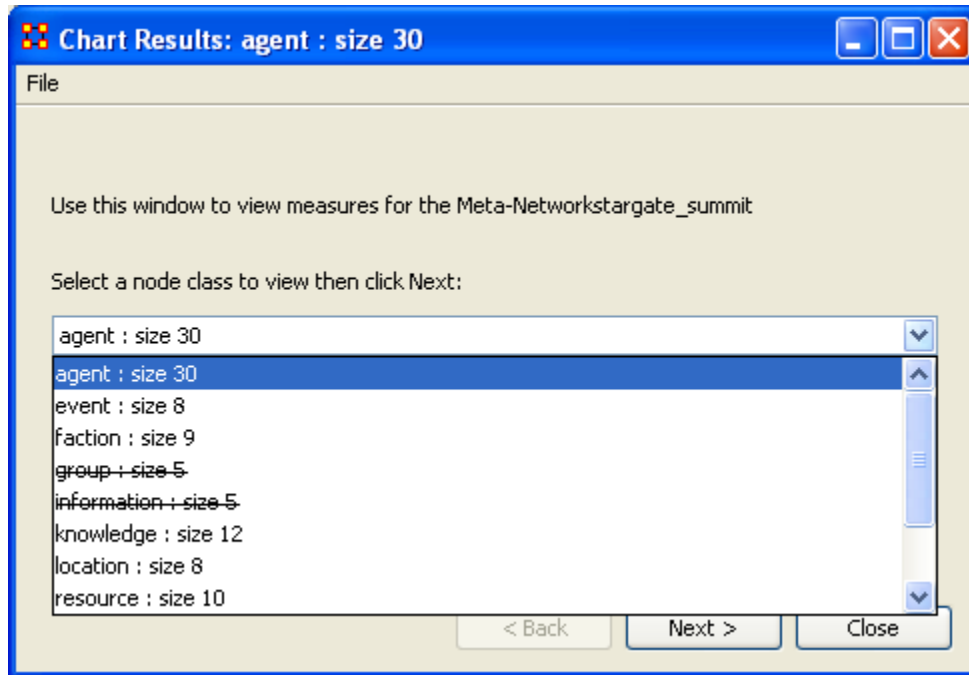 Chart Results: agent : size 30
File
Use this window to view measures for the Meta-Networkstargate_summit
Select a node class to view then click Next:
agent : size 30
agent : size 30
event : size 8
faction : size 9
group : size 5
information : size 5
knowledge : size 12
location : size 8
resource : size 10
< Back Next > Close